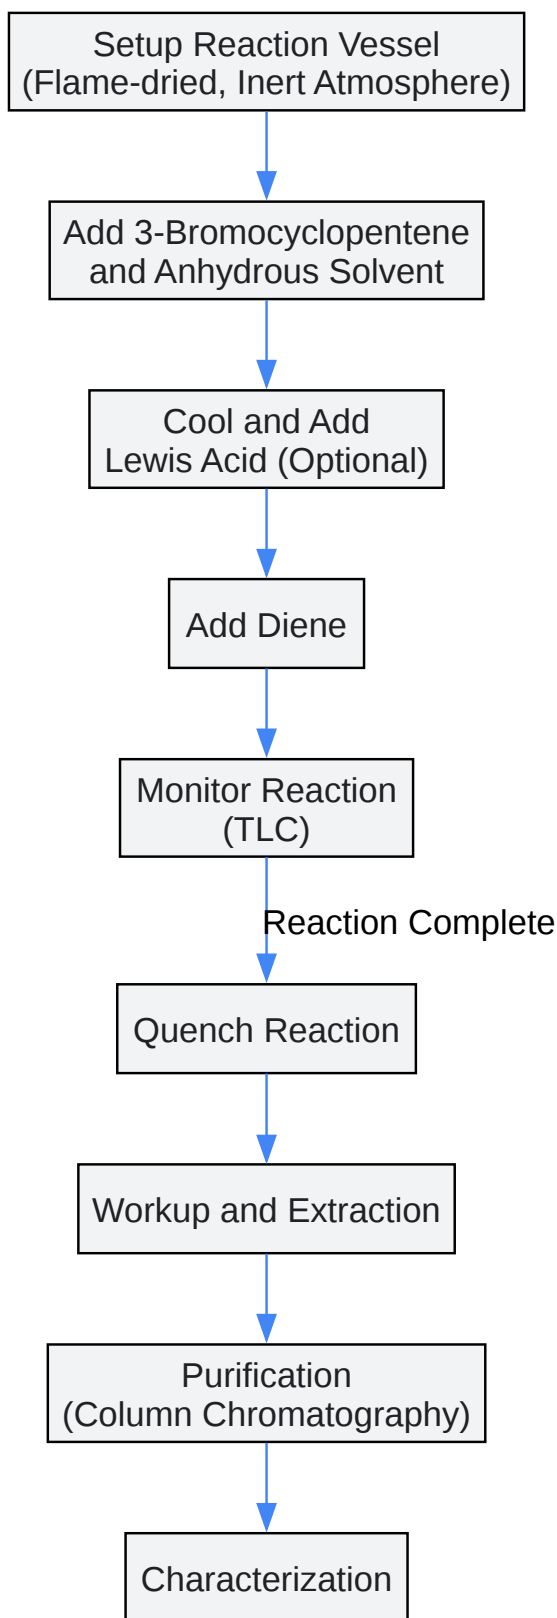 Setup Reaction Vessel
(Flame-dried, Inert Atmosphere)
Add 3-Bromocyclopentene
and Anhydrous Solvent
Cool and Add
Lewis Acid (Optional)
Add Diene
Monitor Reaction
(TLC)
Reaction Complete
Quench Reaction
Workup and Extraction
Purification
(Column Chromatography)
Characterization